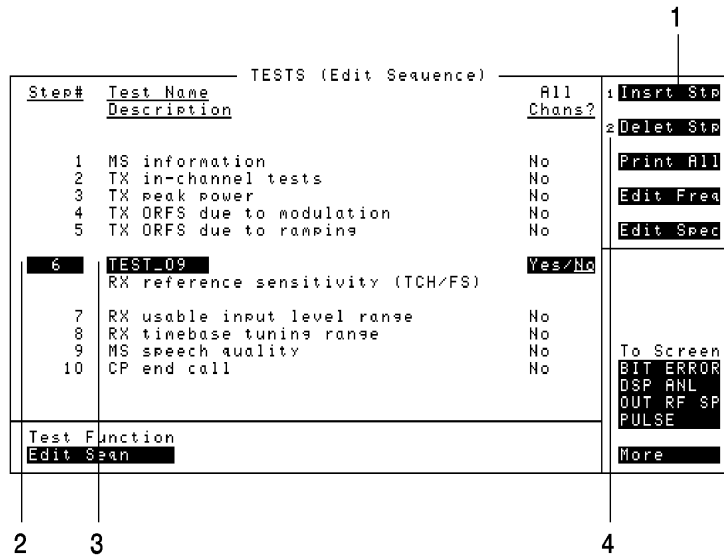 1
TESTS (Edit Sequence)
Step# Test Name All
Description Chans?
1 MS information No
2 TX in-channel tests No
3 TX peak power No
4 TX ORFS due to modulation No
5 TX ORFS due to ramping No
6 TEST_09 Yes/No
RX reference sensitivity (TCH/FS)
7 RX usable input level range No
8 RX timebase tuning range No
9 MS speech quality No
10 CP end call No
Test Function
Edit Seqn
1 Insrt Stp
2 Delet Stp
Print All
Edit Freq
Edit Spec
To Screen
BIT ERROR
DSP ANL
OUT RF SP
PULSE
More
2 3 4